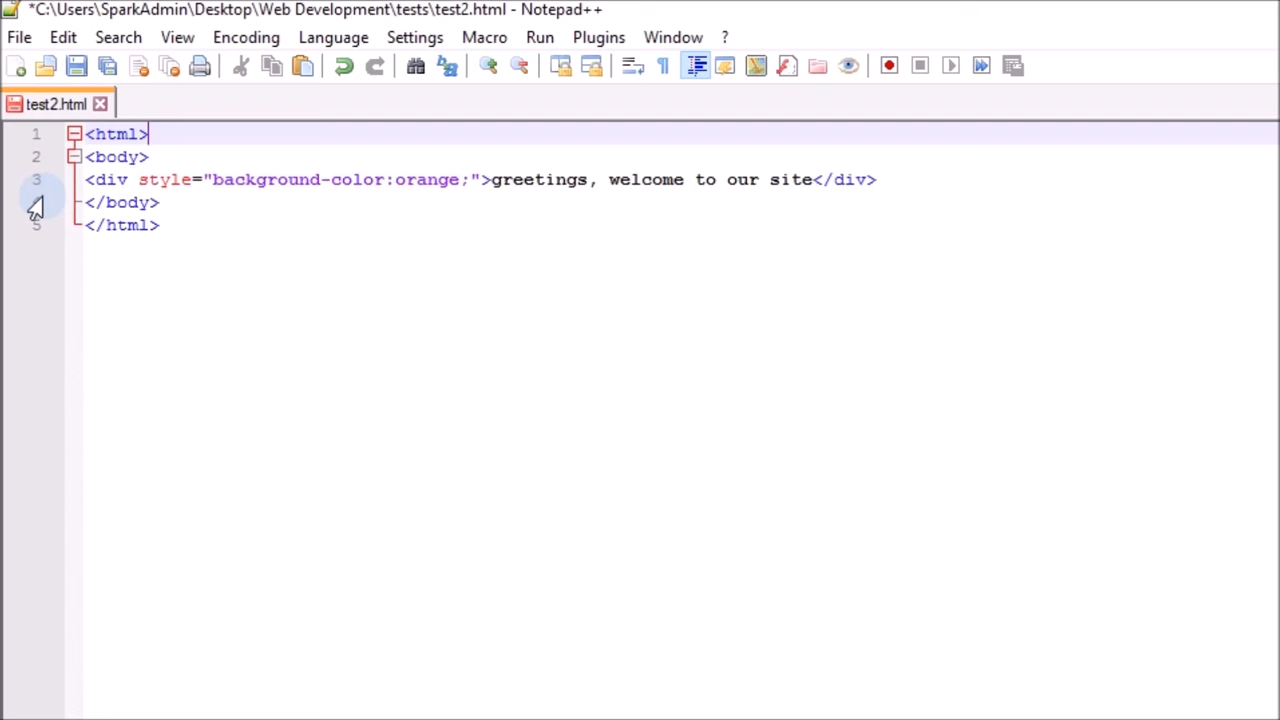 *C:\Users\SparkAdmin\Desktop\Web Development\tests\test2.html - Notepad++
File Edit Search View Encoding Language Settings Macro Run Plugins Window ?
test2.html
1 <html>
2 <body>
3 <div style="background-color:orange;">greetings, welcome to our site</div>
</body>
5 </html>